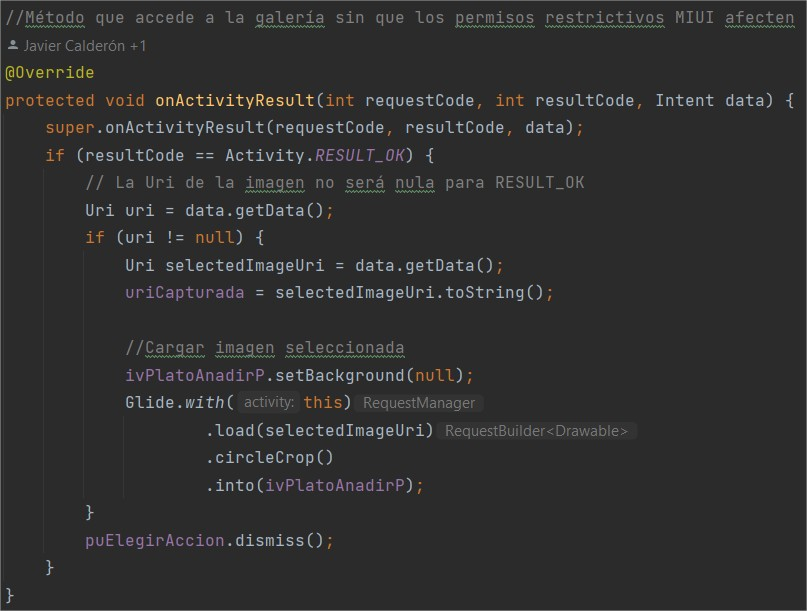 //Método que accede a la galería sin que los permisos restrictivos MIUI afecten
Javier Calderón +1
@Override
protected void onActivityResult(int requestCode, int resultCode, Intent data) {
super.onActivityResult(requestCode, resultCode, data);
if (resultCode == Activity.RESULT_OK) {
// La Uri de la imagen no será nula para RESULT_OK
Uri uri = data.getData();
if (uri != null) {
Uri selectedImageUri = data.getData();
uriCapturada = selectedImageUri.toString();
//Cargar imagen seleccionada
ivPlatoAnadirP.setBackground(null);
Glide.with( activity: this) RequestManager
.load(selectedImageUri) RequestBuilder<Drawable>
.circleCrop()
.into(ivPlatoAnadirP);
}
puElegirAccion.dismiss();
}
}